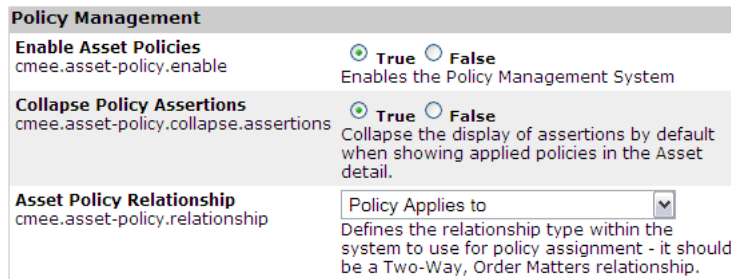 Policy Management
Enable Asset Policies
cmee.asset-policy.enable
True False
Enables the Policy Management System
Collapse Policy Assertions
cmee.asset-policy.collapse.assertions
True False
Collapse the display of assertions by default
when showing applied policies in the Asset
detail.
Asset Policy Relationship
cmee.asset-policy.relationship
Policy Applies to
Defines the relationship type within the
system to use for policy assignment - it should
be a Two-Way, Order Matters relationship.